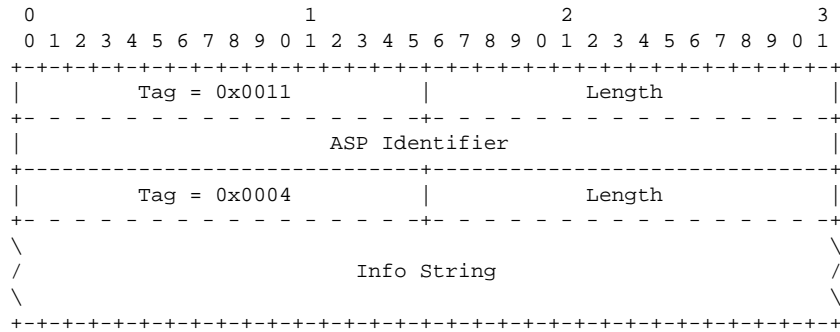 0                   1                   2                   3
 0 1 2 3 4 5 6 7 8 9 0 1 2 3 4 5 6 7 8 9 0 1 2 3 4 5 6 7 8 9 0 1
+-+-+-+-+-+-+-+-+-+-+-+-+-+-+-+-+-+-+-+-+-+-+-+-+-+-+-+-+-+-+-+-+
|         Tag = 0x0011          |            Length             |
+- - - - - - - - - - - - - - - -+- - - - - - - - - - - - - - - -+
|                        ASP Identifier                         |
+-------------------------------+-------------------------------+
|         Tag = 0x0004          |            Length             |
+- - - - - - - - - - - - - - - -+- - - - - - - - - - - - - - - -+
\                                                               \
/                          Info String                          /
\                                                               \
+-+-+-+-+-+-+-+-+-+-+-+-+-+-+-+-+-+-+-+-+-+-+-+-+-+-+-+-+-+-+-+-+